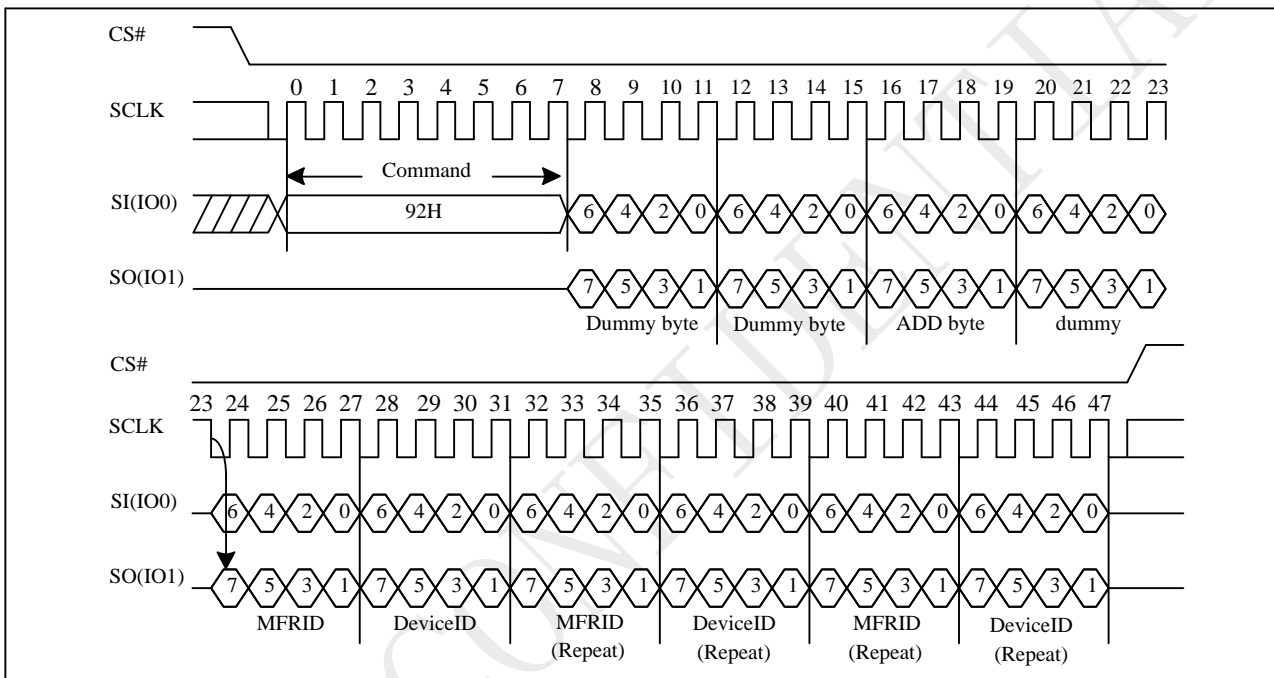 CS#
0 1 2 3 4 5 6 7 8 9 10 11 12 13 14 15 16 17 18 19 20 21 22 23
SCLK
Command
SI(IO0) 92H 6 4 2 0 6 4 2 0 6 4 2 0 6 4 2 0
SO(IO1) 7 5 3 1 7 5 3 1 7 5 3 1 7 5 3 1
Dummy byte Dummy byte ADD byte dummy
CS#
23 24 25 26 27 28 29 30 31 32 33 34 35 36 37 38 39 40 41 42 43 44 45 46 47
SCLK
SI(IO0) 6 4 2 0 6 4 2 0 6 4 2 0 6 4 2 0 6 4 2 0 6 4 2 0
SO(IO1) 7 5 3 1 7 5 3 1 7 5 3 1 7 5 3 1 7 5 3 1 7 5 3 1
MFRID DeviceID MFRID DeviceID MFRID DeviceID
(Repeat) (Repeat) (Repeat) (Repeat)
CONFIDENTIA